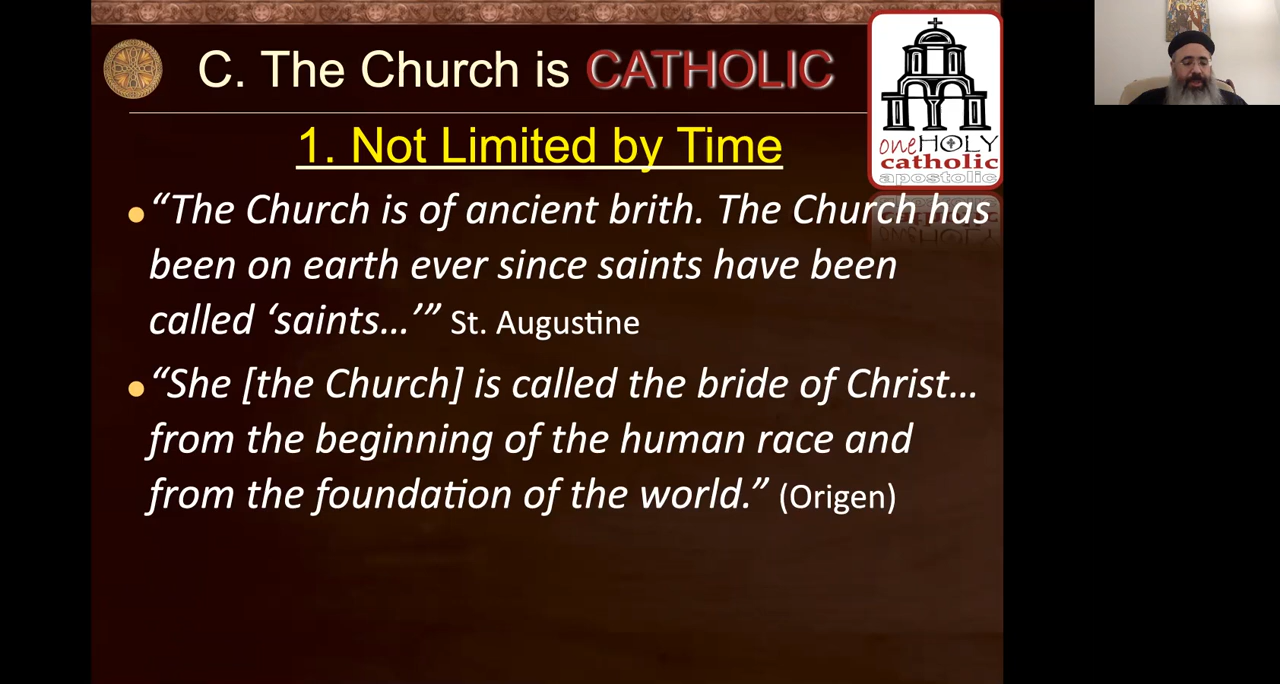 C. The Church is CATHOLIC
1. Not Limited by Time
oneHOLY
catholic
apostolic
“The Church is of ancient brith. The Church has
been on earth ever since saints have been
called ‘saints…’” St. Augustine
“She [the Church] is called the bride of Christ…
from the beginning of the human race and
from the foundation of the world.” (Origen)